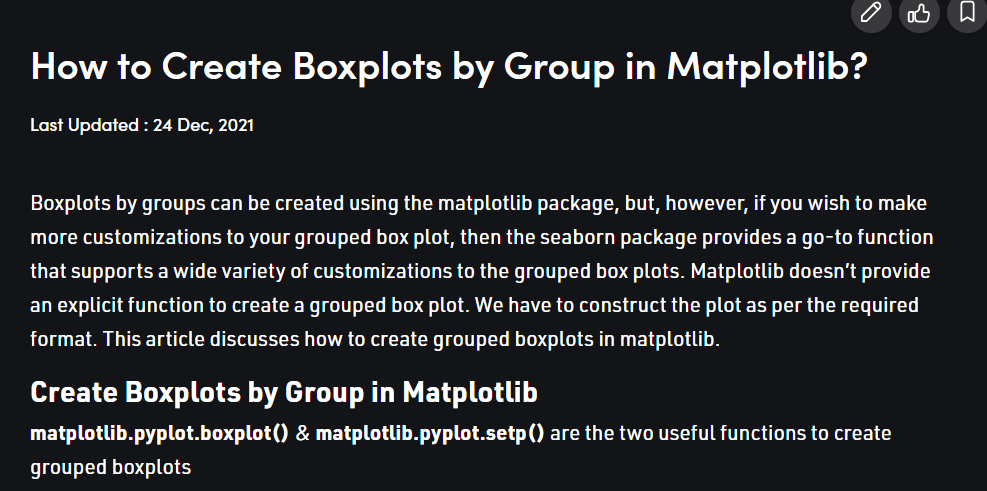 How to Create Boxplots by Group in Matplotlib?
Last Updated : 24 Dec, 2021
Boxplots by groups can be created using the matplotlib package, but, however, if you wish to make
more customizations to your grouped box plot, then the seaborn package provides a go-to function
that supports a wide variety of customizations to the grouped box plots. Matplotlib doesn’t provide
an explicit function to create a grouped box plot. We have to construct the plot as per the required
format. This article discusses how to create grouped boxplots in matplotlib.
Create Boxplots by Group in Matplotlib
matplotlib.pyplot.boxplot() & matplotlib.pyplot.setp() are the two useful functions to create
grouped boxplots